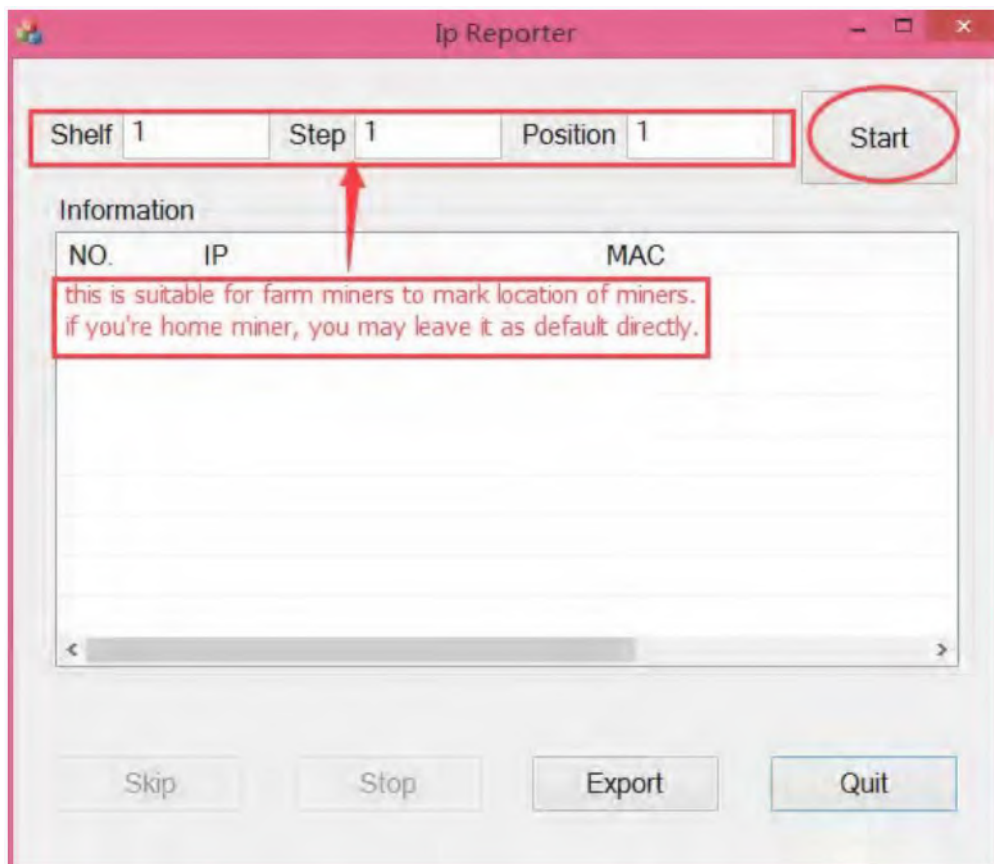 Ip Reporter
Shelf 1 Step 1 Position 1 Start
Information
NO. IP MAC
this is suitable for farm miners to mark location of miners.
if you're home miner, you may leave it as default directly.
Skip Stop Export Quit